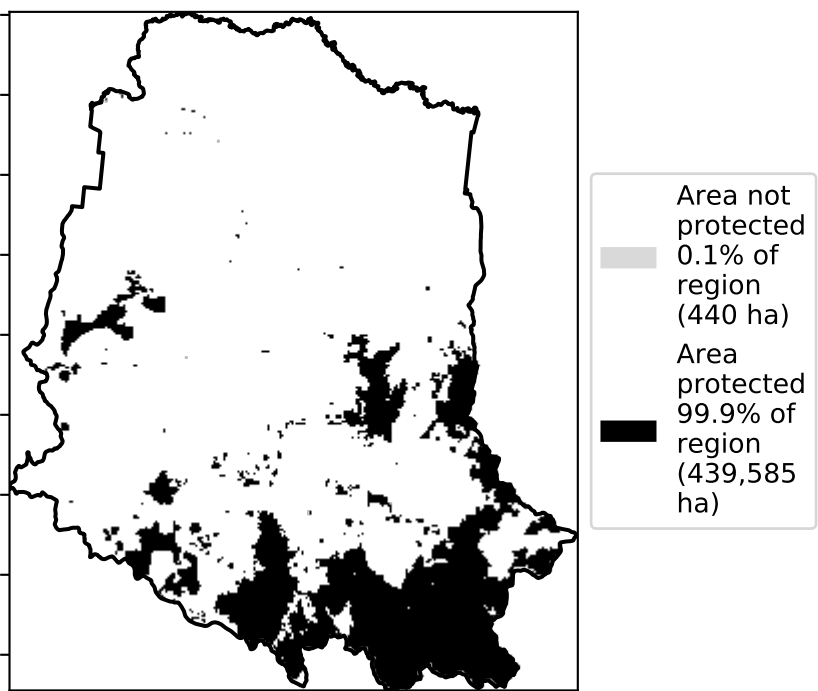 Area not
protected
0.1% of
region
(440 ha)
Area
protected
99.9% of
region
(439,585
ha)